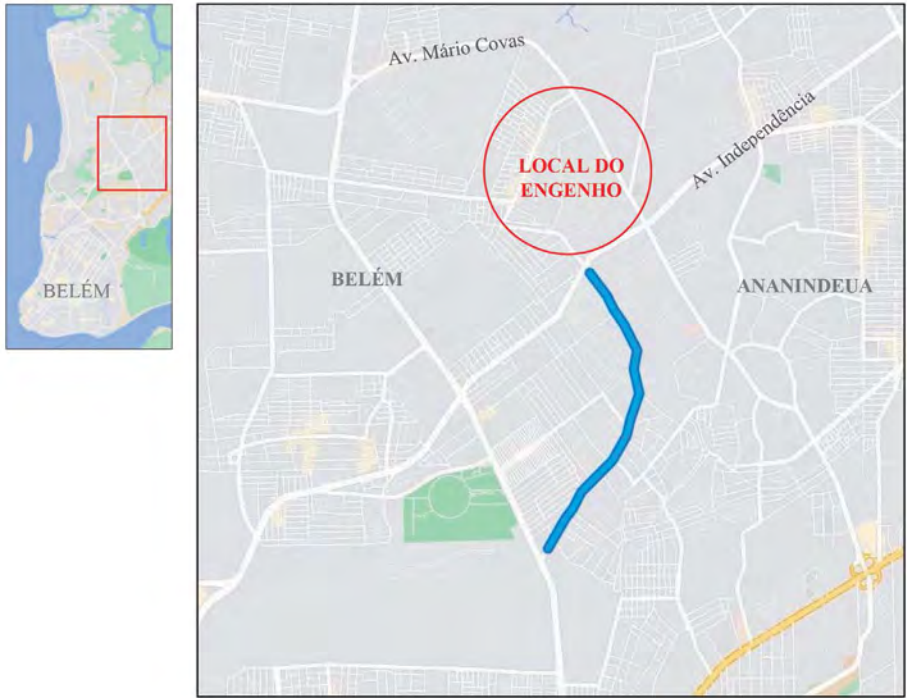 BELÉM
Av. Mário Covas
Av. Independência
LOCAL DO
ENGENHO
BELÉM
ANANINDEUA